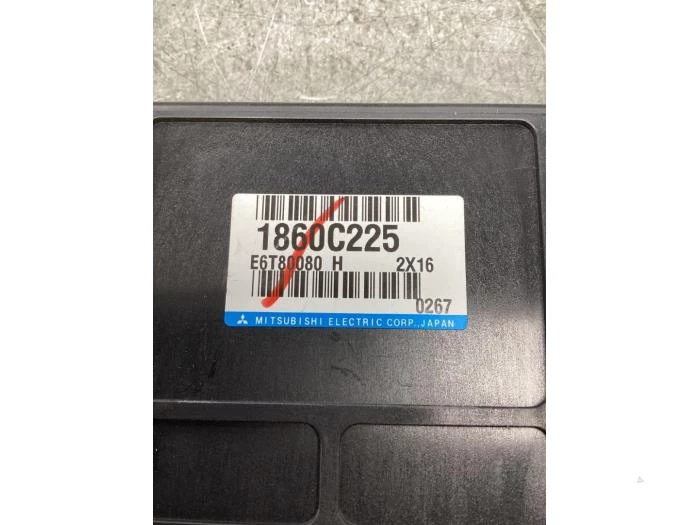 1860C225
E6T80080 H 2X16
0267
MITSUBISHI ELECTRIC CORP.,JAPAN